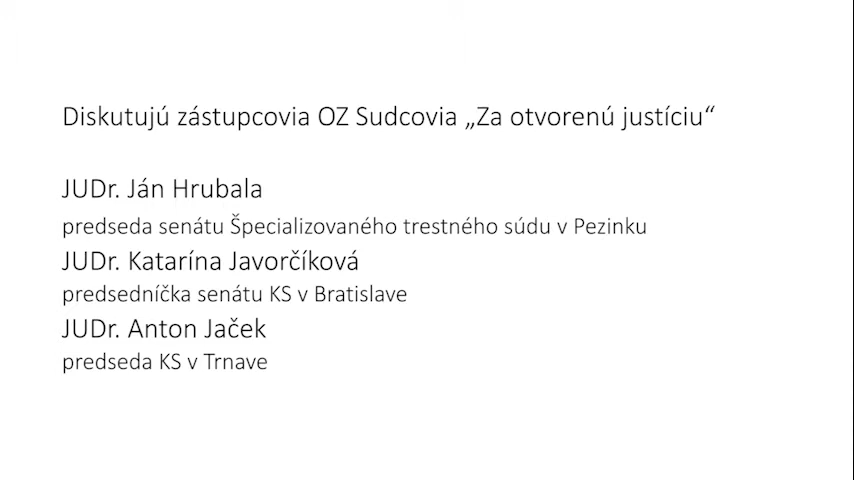 Diskutujú zástupcovia OZ Sudcovia „Za otvorenú justíciu“
JUDr. Ján Hrubala
predseda senátu Špecializovaného trestného súdu v Pezinku
JUDr. Katarína Javorčíková
predsedníčka senátu KS v Bratislave
JUDr. Anton Jaček
predseda KS v Trnave